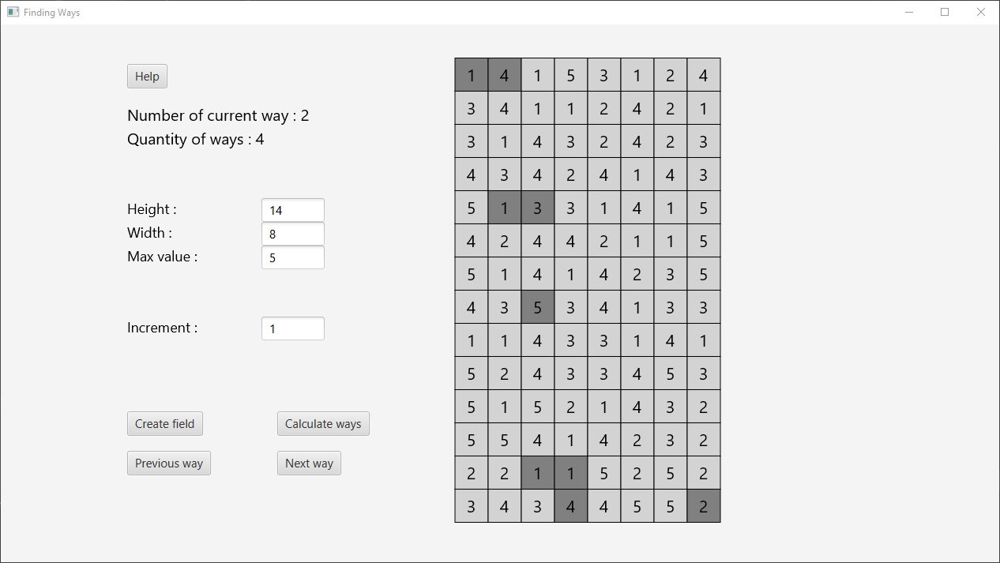 Finding Ways
Help
Number of current way : 2
Quantity of ways : 4
Height : 14
Width : 8
Max value : 5
Increment : 1
Create field Calculate ways
Previous way Next way
1 4 1 5 3 1 2 4
3 4 1 1 2 4 2 1
3 1 4 3 2 4 2 3
4 3 4 2 4 1 4 3
5 1 3 3 1 4 1 5
4 2 4 4 2 1 1 5
5 1 4 1 4 2 3 5
4 3 5 3 4 1 3 3
1 1 4 3 3 1 4 1
5 2 4 3 3 4 5 3
5 1 5 2 1 4 3 2
5 5 4 1 4 2 3 2
2 2 1 1 5 2 5 2
3 4 3 4 4 5 5 2